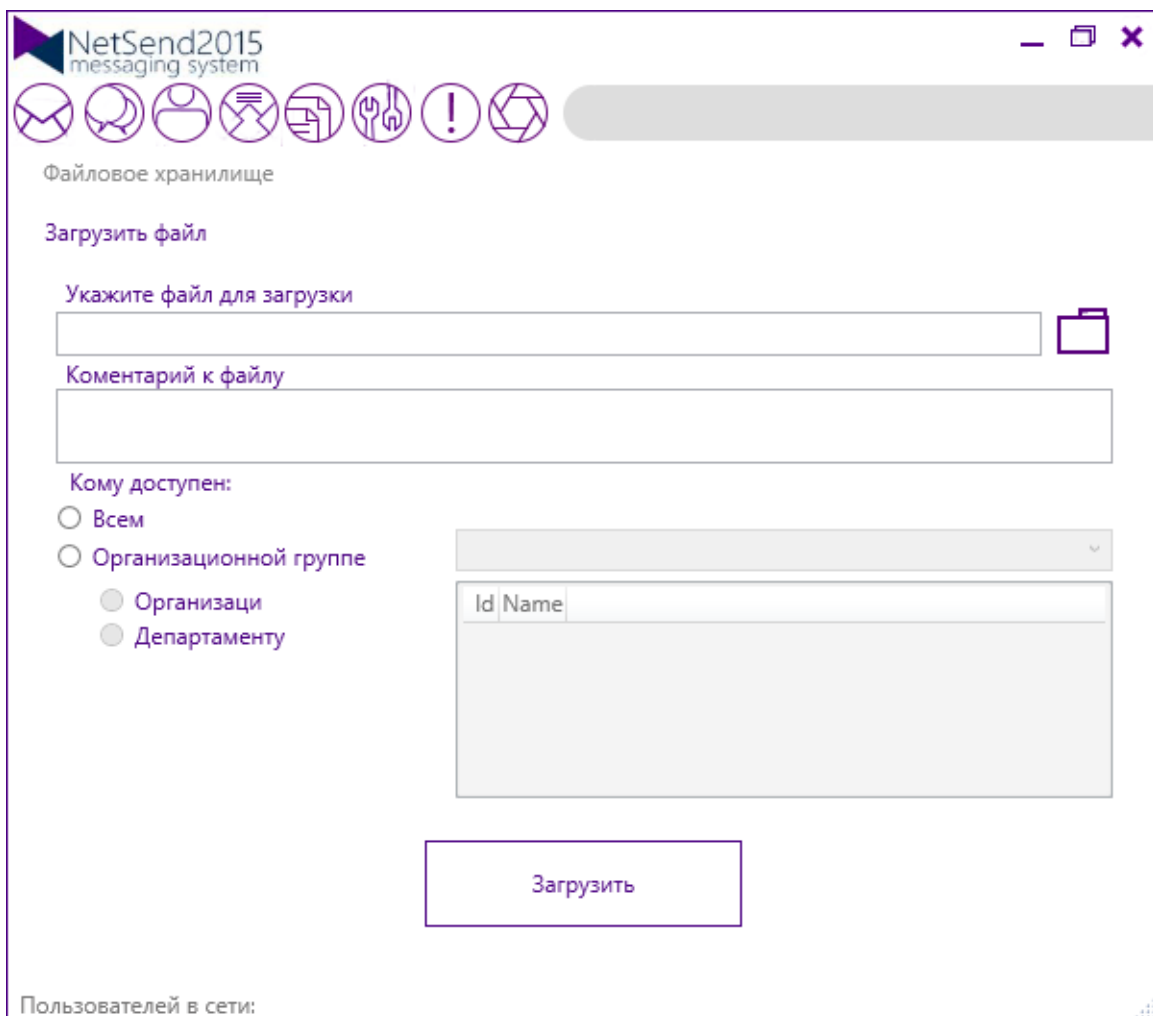 NetSend2015
messaging system
Файловое хранилище
Загрузить файл
Укажите файл для загрузки
Коментарий к файлу
Кому доступен:
Всем
Организационной группе
Организаци
Департаменту
Id Name
Загрузить
Пользователей в сети: